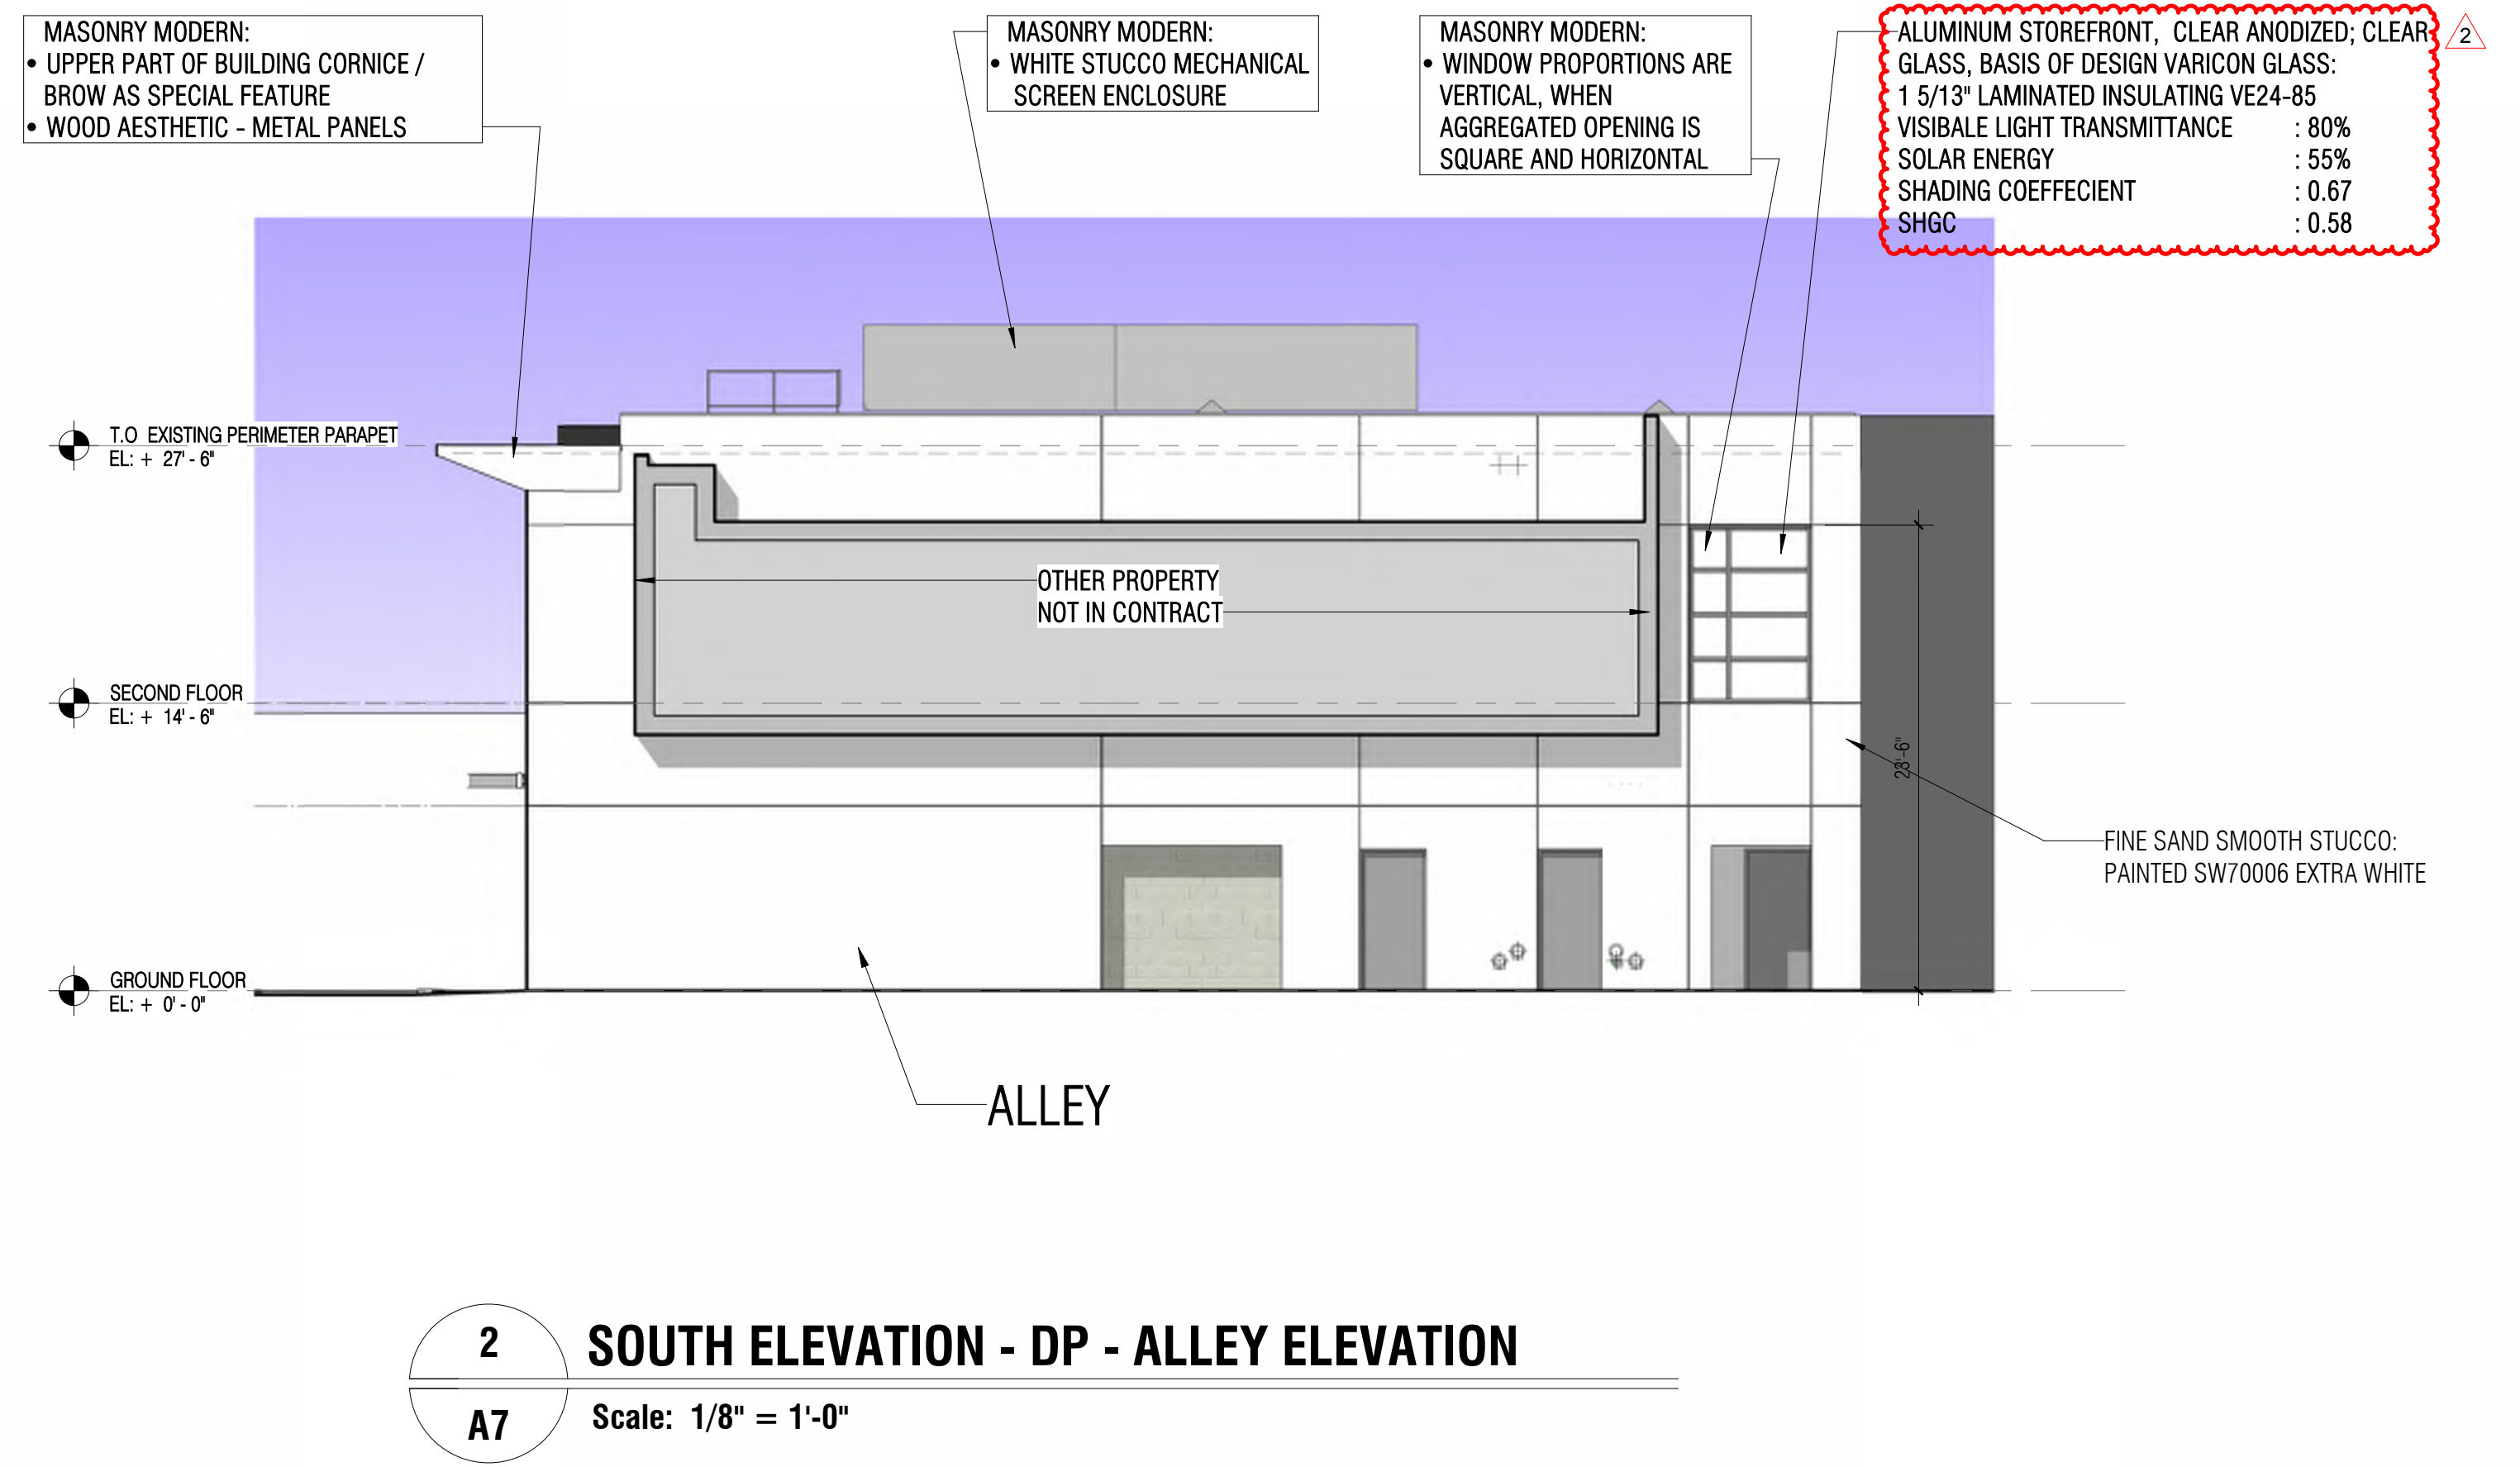 MASONRY MODERN:
• UPPER PART OF BUILDING CORNICE /
BROW AS SPECIAL FEATURE
• WOOD AESTHETIC - METAL PANELS
MASONRY MODERN:
• WHITE STUCCO MECHANICAL
SCREEN ENCLOSURE
MASONRY MODERN:
• WINDOW PROPORTIONS ARE
VERTICAL, WHEN
AGGREGATED OPENING IS
SQUARE AND HORIZONTAL
ALUMINUM STOREFRONT, CLEAR ANODIZED; CLEAR
GLASS, BASIS OF DESIGN VARICON GLASS:
1 5/13" LAMINATED INSULATING VE24-85
VISIBALE LIGHT TRANSMITTANCE : 80%
SOLAR ENERGY : 55%
SHADING COEFFECIENT : 0.67
SHGC : 0.58
2
T.O EXISTING PERIMETER PARAPET
EL: + 27' - 6"
OTHER PROPERTY
NOT IN CONTRACT
SECOND FLOOR
EL: + 14' - 6"
23'-6"
FINE SAND SMOOTH STUCCO:
PAINTED SW70006 EXTRA WHITE
GROUND FLOOR
EL: + 0' - 0"
ALLEY
2
SOUTH ELEVATION - DP - ALLEY ELEVATION
A7
Scale: 1/8" = 1'-0"